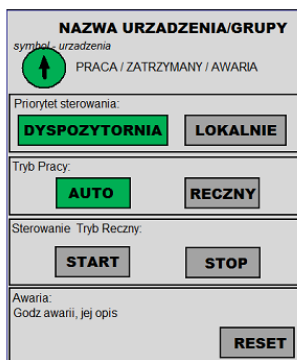 NAZWA URZADZENIA/GRUPY
symbol - urzadzenia
PRACA / ZATRZYMANY / AWARIA
Priorytet sterowania:
DYSPOZYTORNIA LOKALNIE
Tryb Pracy:
AUTO RECZNY
Sterowanie Tryb Reczny:
START STOP
Awaria:
Godz awarii, jej opis
RESET